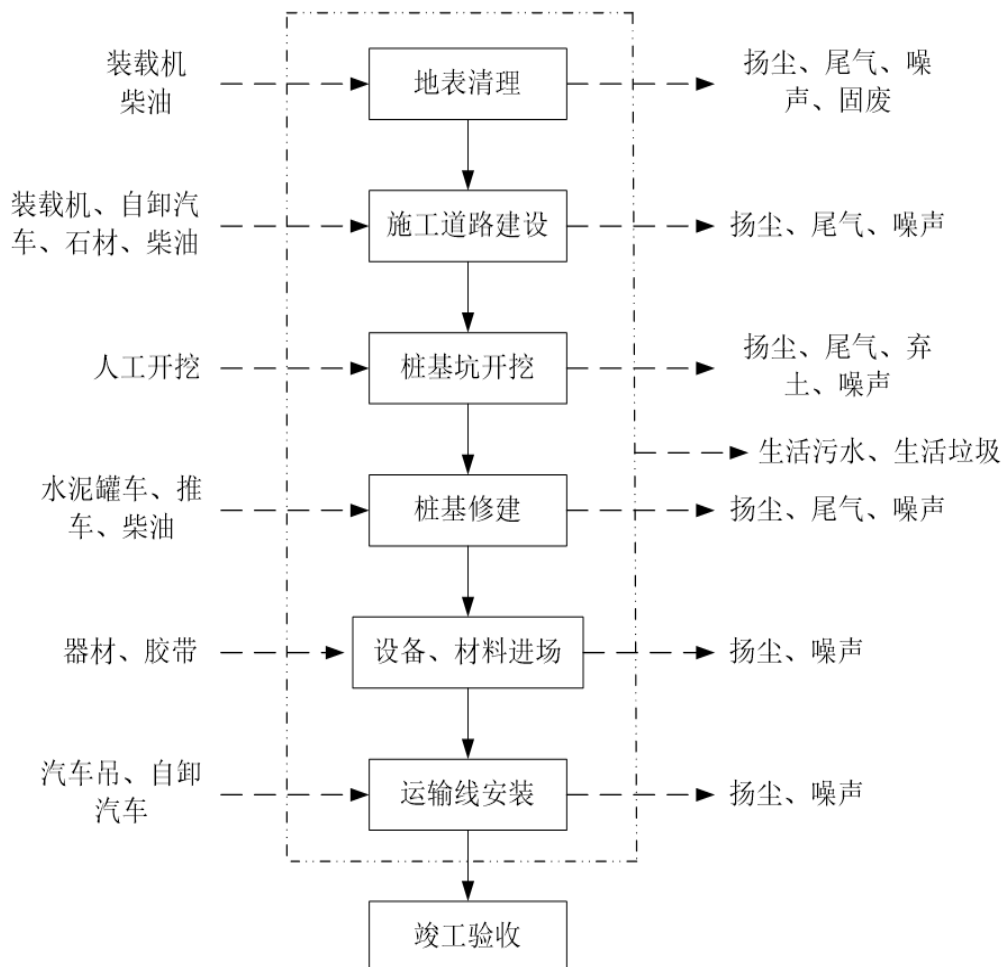 装载机
柴油
地表清理
扬尘、尾气、噪
声、固废
装载机、自卸汽
车、石材、柴油
施工道路建设
扬尘、尾气、噪声
人工开挖
桩基坑开挖
扬尘、尾气、弃
土、噪声
生活污水、生活垃圾
水泥罐车、推
车、柴油
桩基修建
扬尘、尾气、噪声
器材、胶带
设备、材料进场
扬尘、噪声
汽车吊、自卸
汽车
运输线安装
扬尘、噪声
竣工验收